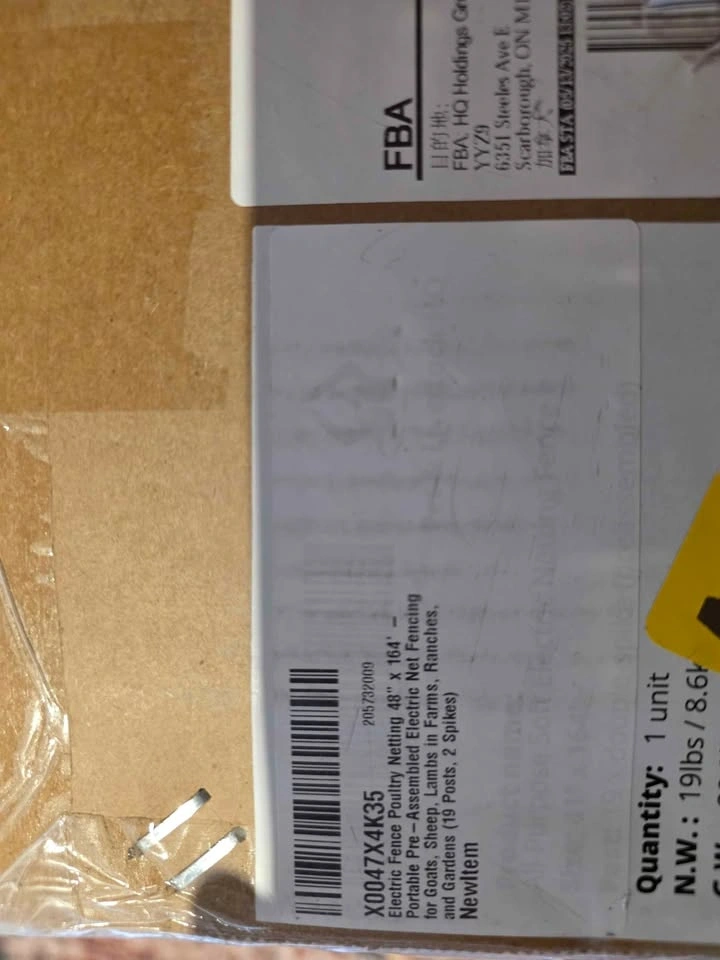 FBA
目的地:
FBA: HQ Holdings
YYZ9
6351 Steeles Ave E
Scarborough, ON
加拿大
205732009
X0047X4K35
Electric Fence Poultry Netting 48" x 164' –
Portable Pre–Assembled Electric Net Fencing
for Goats, Sheep, Lambs in Farms, Ranches,
and Gardens (19 Posts, 2 Spikes)
NewItem
Quantity: 1 unit
N.W.: 19lbs / 8.6